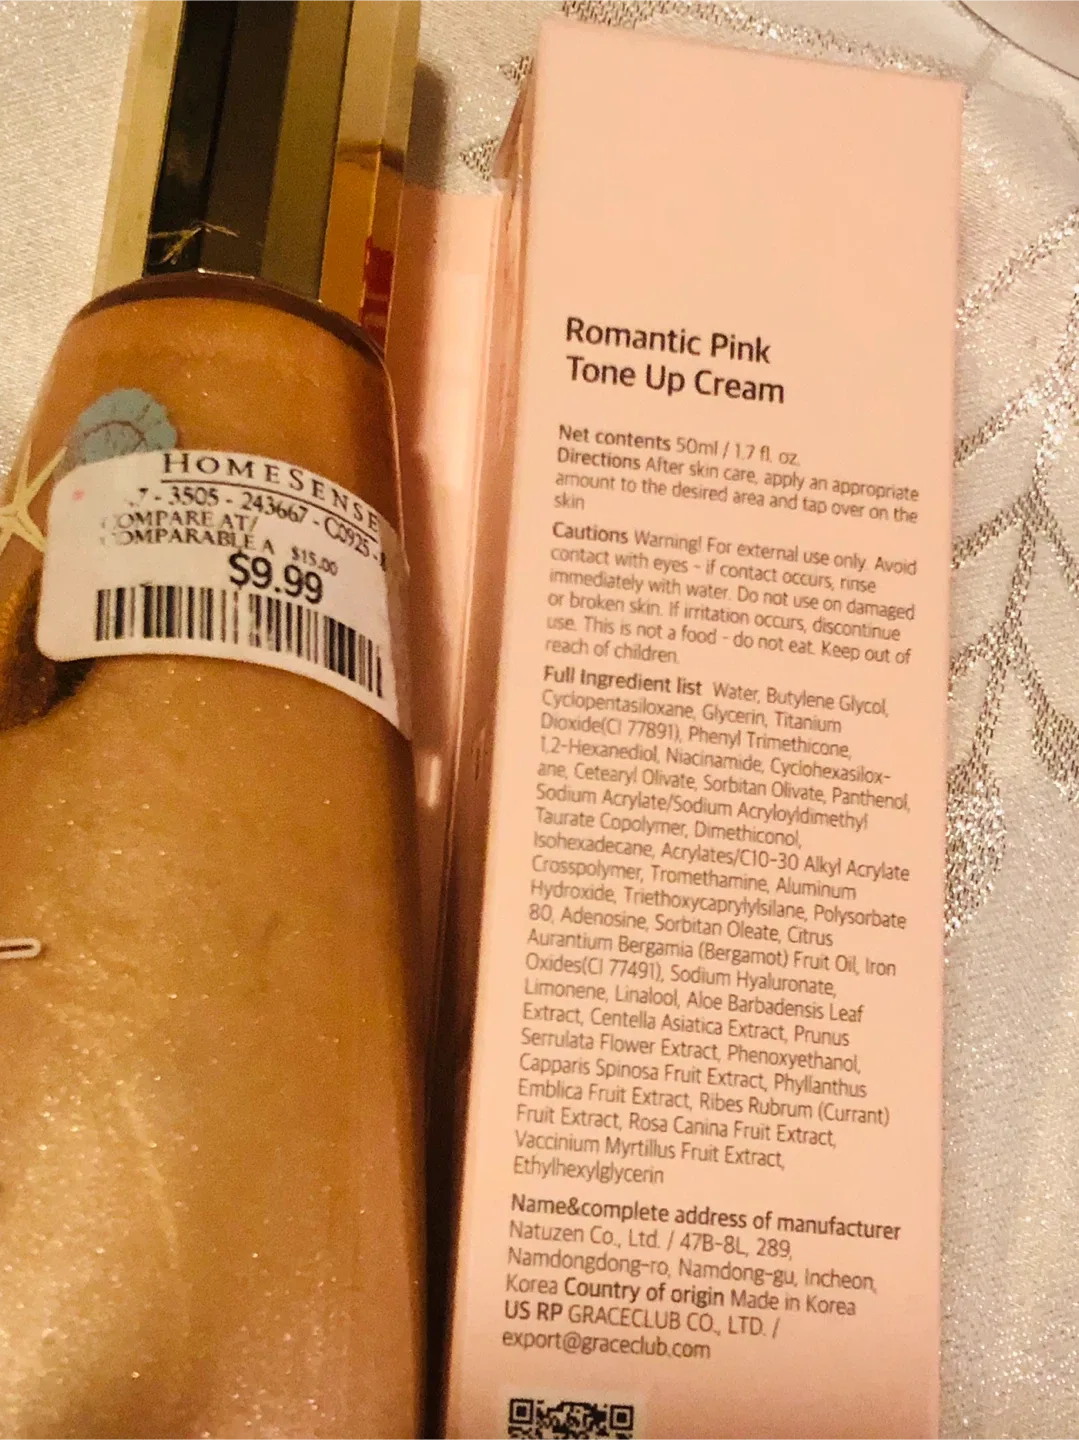 HOMESENSE
7 - 3505 - 243667 - C0925 -
COMPARE AT/
COMPARABLE A $15.00
$9.99
Romantic Pink
Tone Up Cream
Net contents 50ml / 1.7 fl. oz.
Directions After skin care, apply an appropriate
amount to the desired area and tap over on the
skin
Cautions Warning! For external use only. Avoid
contact with eyes - if contact occurs, rinse
immediately with water. Do not use on damaged
or broken skin. If irritation occurs, discontinue
use. This is not a food - do not eat. Keep out of
reach of children.
Full Ingredient list Water, Butylene Glycol,
Cyclopentasiloxane, Glycerin, Titanium
Dioxide(CI 77891), Phenyl Trimethicone,
1,2-Hexanediol, Niacinamide, Cyclohexasilox-
ane, Cetearyl Olivate, Sorbitan Olivate, Panthenol,
Sodium Acrylate/Sodium Acryloyldimethyl
Taurate Copolymer, Dimethiconol,
Isohexadecane, Acrylates/C10-30 Alkyl Acrylate
Crosspolymer, Tromethamine, Aluminum
Hydroxide, Triethoxycaprylylsilane, Polysorbate
80, Adenosine, Sorbitan Oleate, Citrus
Aurantium Bergamia (Bergamot) Fruit Oil, Iron
Oxides(CI 77491), Sodium Hyaluronate,
Limonene, Linalool, Aloe Barbadensis Leaf
Extract, Centella Asiatica Extract, Prunus
Serrulata Flower Extract, Phenoxyethanol,
Capparis Spinosa Fruit Extract, Phyllanthus
Emblica Fruit Extract, Ribes Rubrum (Currant)
Fruit Extract, Rosa Canina Fruit Extract,
Vaccinium Myrtillus Fruit Extract,
Ethylhexylglycerin
Name&complete address of manufacturer
Natuzen Co., Ltd. / 47B-8L, 289,
Namdongdong-ro, Namdong-gu, Incheon,
Korea Country of origin Made in Korea
US RP GRACECLUB CO., LTD. /
export@graceclub.com